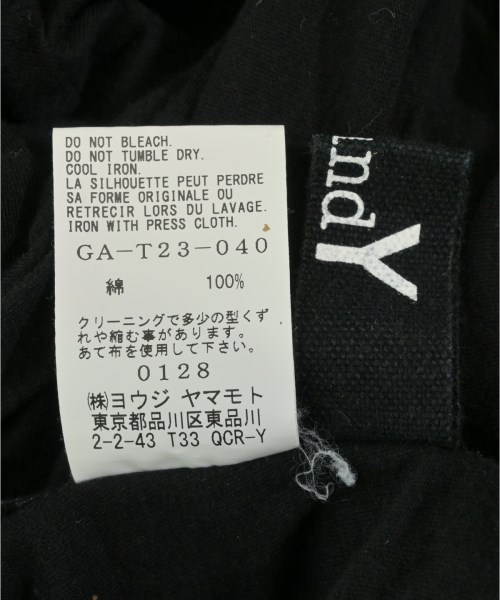 DO NOT BLEACH.
DO NOT TUMBLE DRY.
COOL IRON.
LA SILHOUETTE PEUT PERDRE
SA FORME ORIGINALE OU
RETRECIR LORS DU LAVAGE.
IRON WITH PRESS CLOTH.
GA-T23-040
綿 100%
クリーニングで多少の型くず
れや縮む事があります。
あて布を使用して下さい。
0128
㈱ヨウジ ヤマモト
東京都品川区東品川
2-2-43 T33 QCR-Y
undY